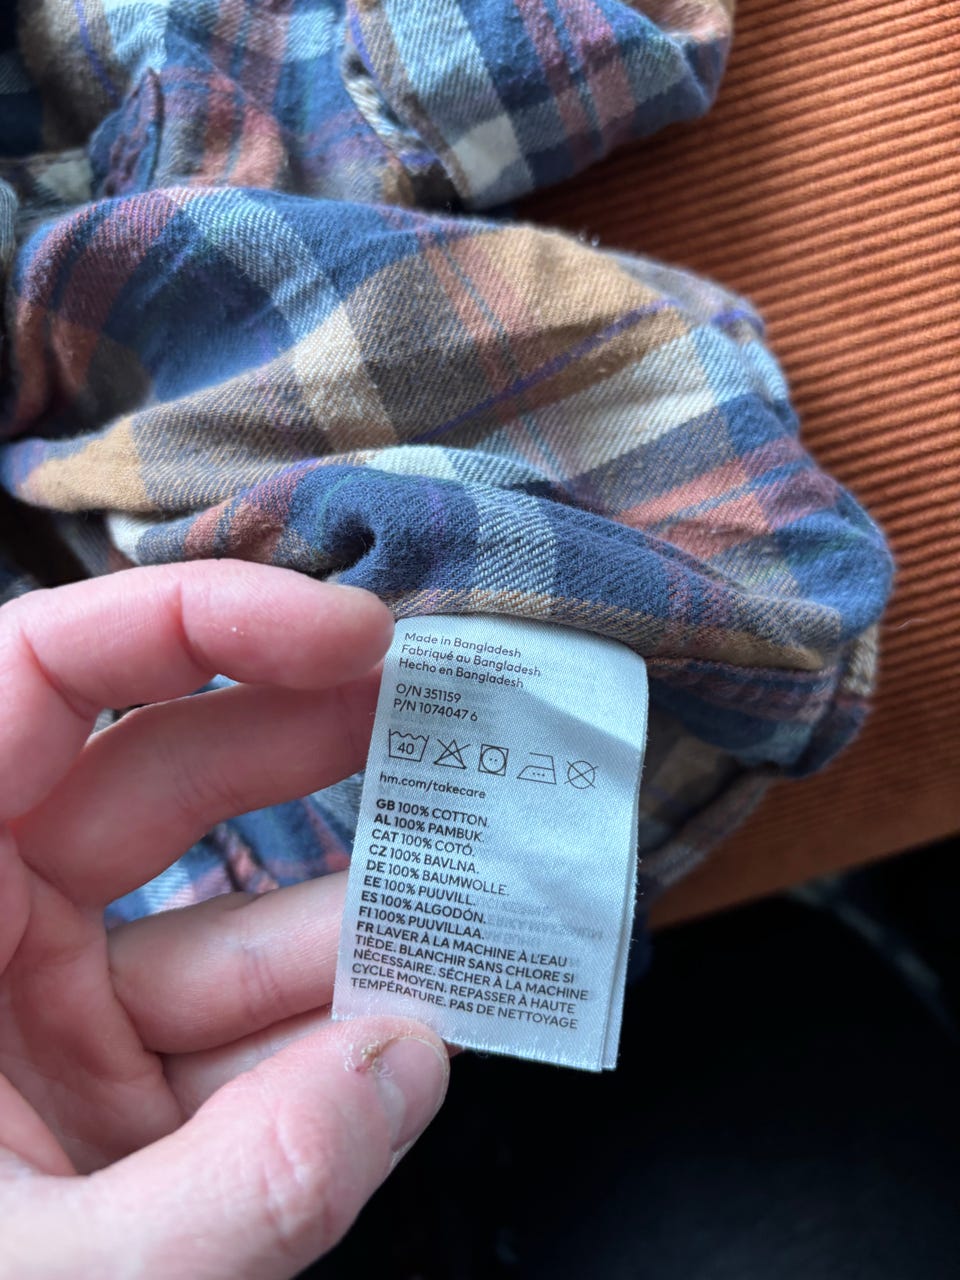 Made in Bangladesh
Fabriqué au Bangladesh
Hecho en Bangladesh
O/N 351159
P/N 1074047 6
40
hm.com/takecare
GB 100% COTTON.
AL 100% PAMBUK.
CAT 100% COTÓ.
CZ 100% BAVLNA.
DE 100% BAUMWOLLE.
EE 100% PUUVILL.
ES 100% ALGODÓN.
FI 100% PUUVILLAA.
FR LAVER À LA MACHINE À L'EAU
TIÈDE. BLANCHIR SANS CHLORE SI
NÉCESSAIRE. SÉCHER À LA MACHINE
CYCLE MOYEN. REPASSER À HAUTE
TEMPÉRATURE. PAS DE NETTOYAGE